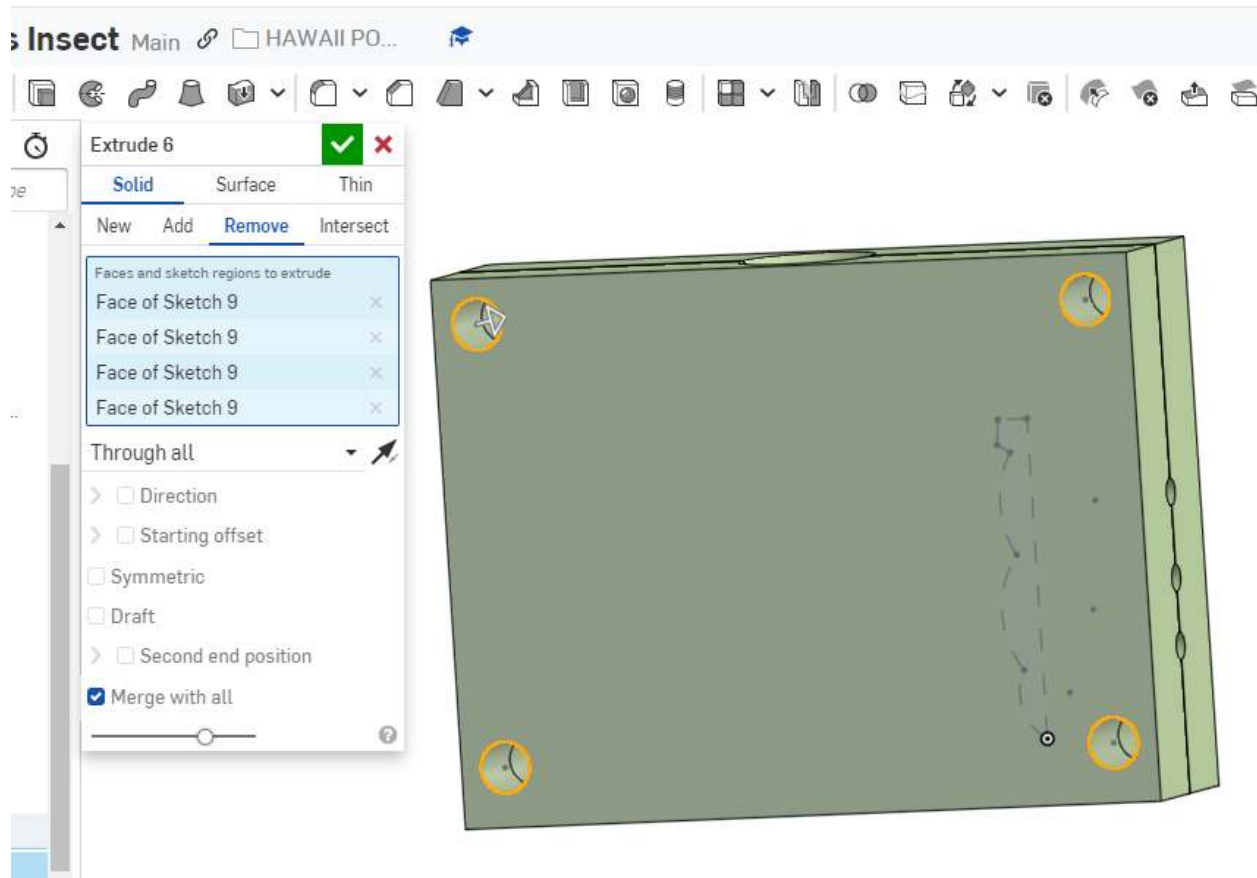 s Insect Main HAWAII PO...
Extrude 6
Solid Surface Thin
New Add Remove Intersect
Faces and sketch regions to extrude
Face of Sketch 9
Face of Sketch 9
Face of Sketch 9
Face of Sketch 9
Through all
Direction
Starting offset
Symmetric
Draft
Second end position
Merge with all